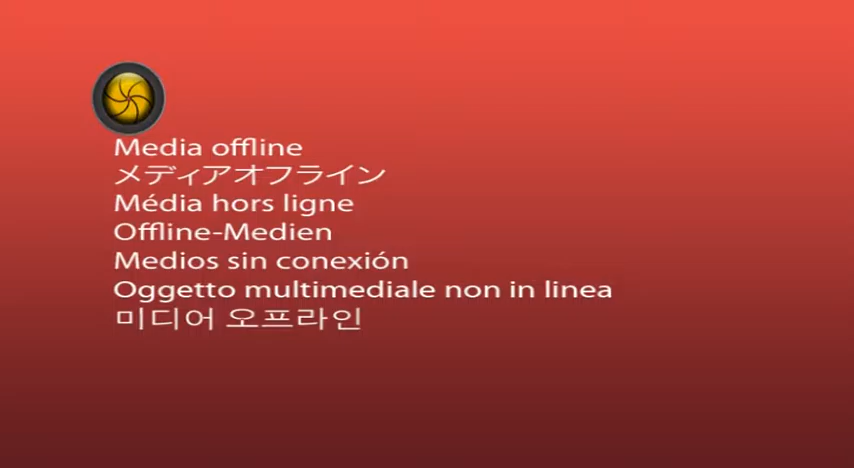 Media offline
メディアオフライン
Média hors ligne
Offline-Medien
Medios sin conexión
Oggetto multimediale non in linea
미디어 오프라인